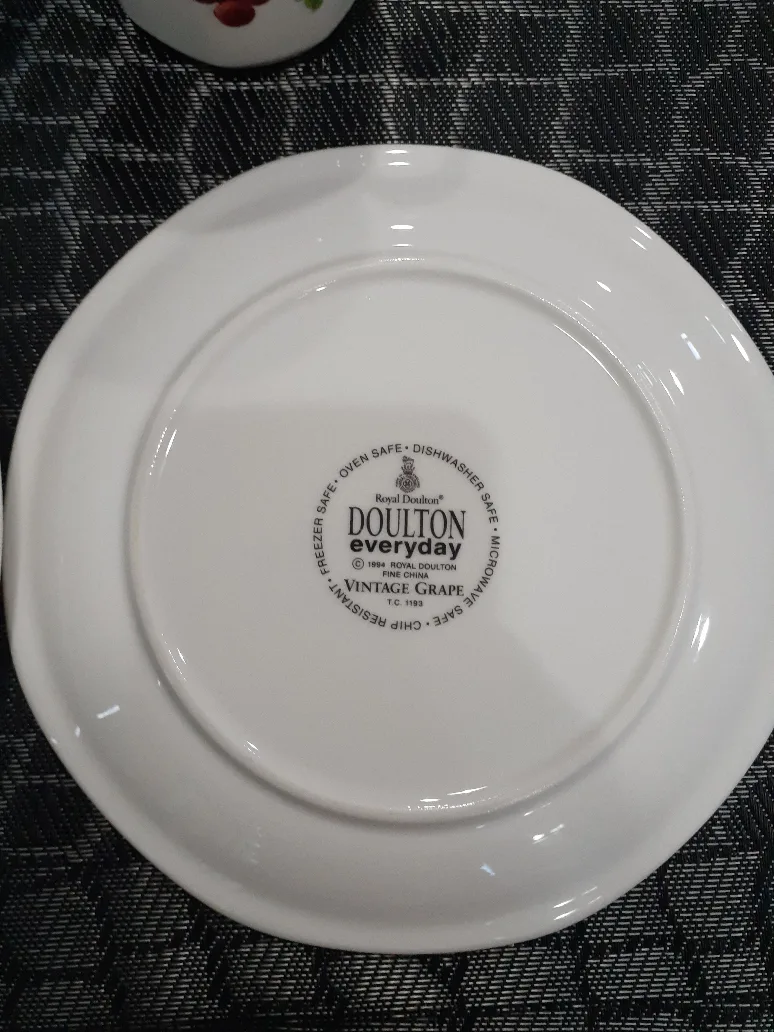 FREEZER SAFE • OVEN SAFE • DISHWASHER SAFE • MICROWAVE SAFE • CHIP RESISTANT •
Royal Doulton®
DOULTON
everyday
© 1994 ROYAL DOULTON
FINE CHINA
VINTAGE GRAPE
T.C. 1193